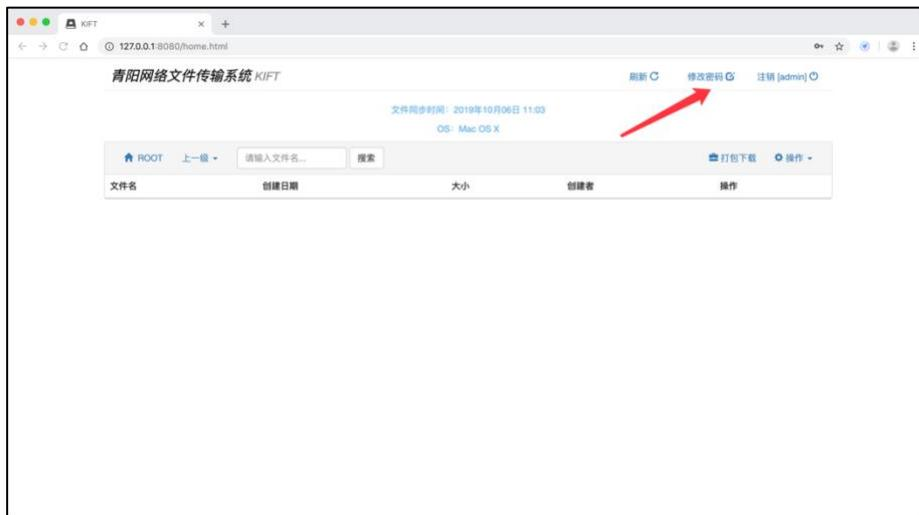 KIFT
127.0.0.1:8080/home.html
青阳网络文件传输系统 KIFT
刷新 修改密码 注销 [admin]
文件同步时间：2019年10月06日 11:03
OS：Mac OS X
ROOT 上一级 请输入文件名... 搜索 打包下载 操作
文件名 创建日期 大小 创建者 操作